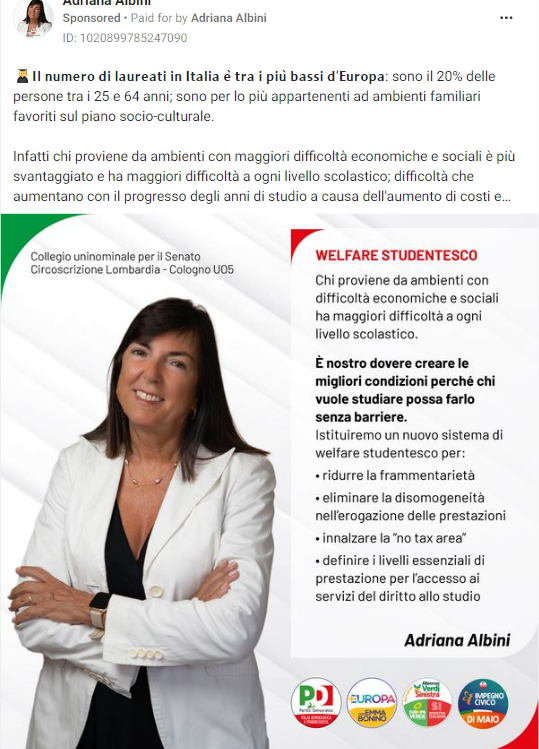 Adriana Albini
Sponsored • Paid for by Adriana Albini
ID: 1020899785247090
Il numero di laureati in Italia è tra i più bassi d'Europa: sono il 20% delle
persone tra i 25 e 64 anni; sono per lo più appartenenti ad ambienti familiari
favoriti sul piano socio-culturale.
Infatti chi proviene da ambienti con maggiori difficoltà economiche e sociali è più
svantaggiato e ha maggiori difficoltà a ogni livello scolastico; difficoltà che
aumentano con il progresso degli anni di studio a causa dell'aumento di costi e...
Collegio uninominale per il Senato
Circoscrizione Lombardia - Cologno U05
WELFARE STUDENTESCO
Chi proviene da ambienti con
difficoltà economiche e sociali
ha maggiori difficoltà a ogni
livello scolastico.
È nostro dovere creare le
migliori condizioni perché chi
vuole studiare possa farlo
senza barriere.
Istituiremo un nuovo sistema di
welfare studentesco per:
• ridurre la frammentarietà
• eliminare la disomogeneità
nell'erogazione delle prestazioni
• innalzare la "no tax area"
• definire i livelli essenziali di
prestazione per l'accesso ai
servizi del diritto allo studio
Adriana Albini
PD
Partito Democratico
ITALIA DEMOCRATICA
E PROGRESSISTA
+EUROPA
EMMA
BONINO
Alleanza
Verdi
Sinistra
EUROPA
VERDE
SI
SINISTRA
ITALIANA
IMPEGNO
CIVICO
DI MAIO